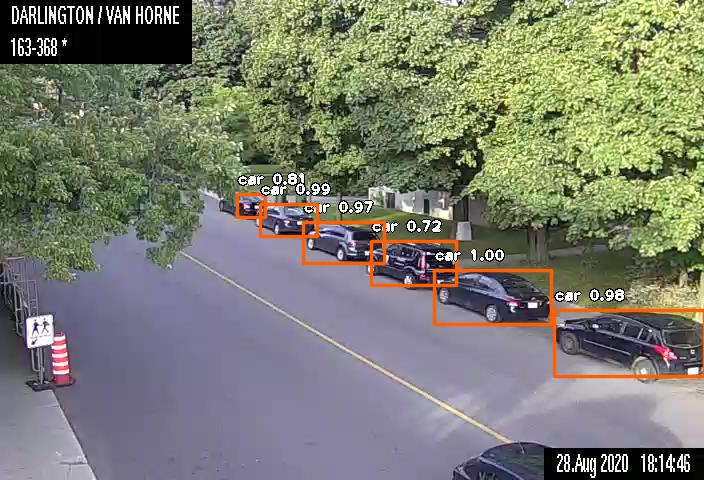 DARLINGTON / VAN HORNE
163-368 *
car 0.81
car 0.99
car 0.97
car 0.72
car 1.00
car 0.98
28.Aug 2020 18:14:46